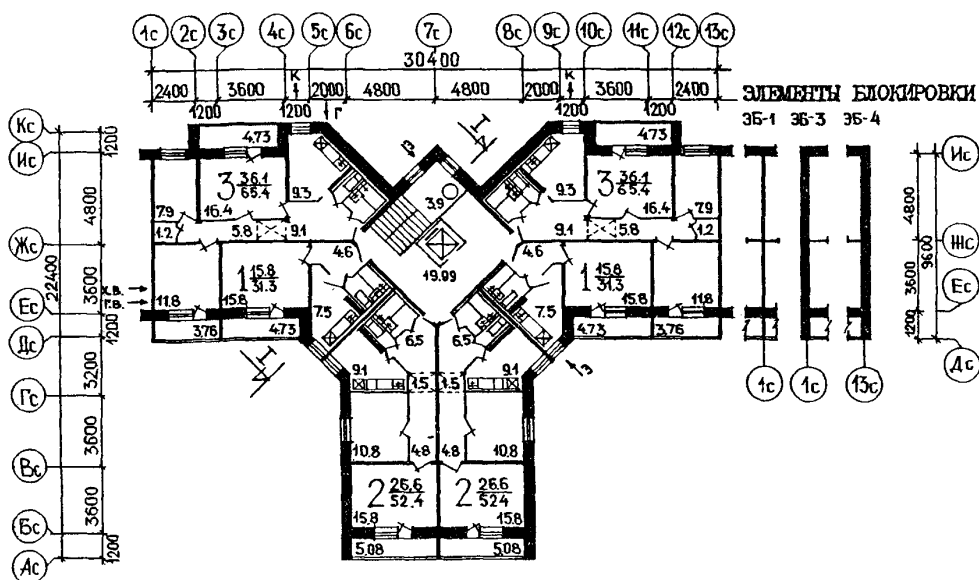 1с 2с 3с 4с 5с 6с 7с 8с 9с 10с 11с 12с 13с
30400
2400 3600 К 2000 Г 4800 4800 2000 К 3600 2400
1200 1200 1200 1200
ЭЛЕМЕНТЫ БЛОКИРОВКИ
ЭБ-1 ЭБ-3 ЭБ-4
Кс
Ис
Жс
Ес
Дс
Гс
Вс
Бс
Ас
22400
1200
4800
3600
1200
3200
3600
3600
1200
Х.В.
Г.В.
I I
4.73 4.73
3 36.1 65.4
3 36.1 65.4
7.9 16.4 9.3 3.9 9.3 16.4 7.9
1.2 5.8 9.1 9.1 5.8 1.2
4.6 4.6
19.99
1 15.8 31.3
1 15.8 31.3
11.8 15.8 7.5 7.5 15.8 11.8
3.76 4.73 4.73 3.76
6.5 6.5
9.1 1.5 1.5 9.1
I
З
З
10.8 4.8 4.8 10.8
2 26.6 52.4
2 26.6 52.4
15.8 15.8
5.08 5.08
Ис
Жс
Ес
Дс
4800
3600
1200
9600
1с 1с 13с